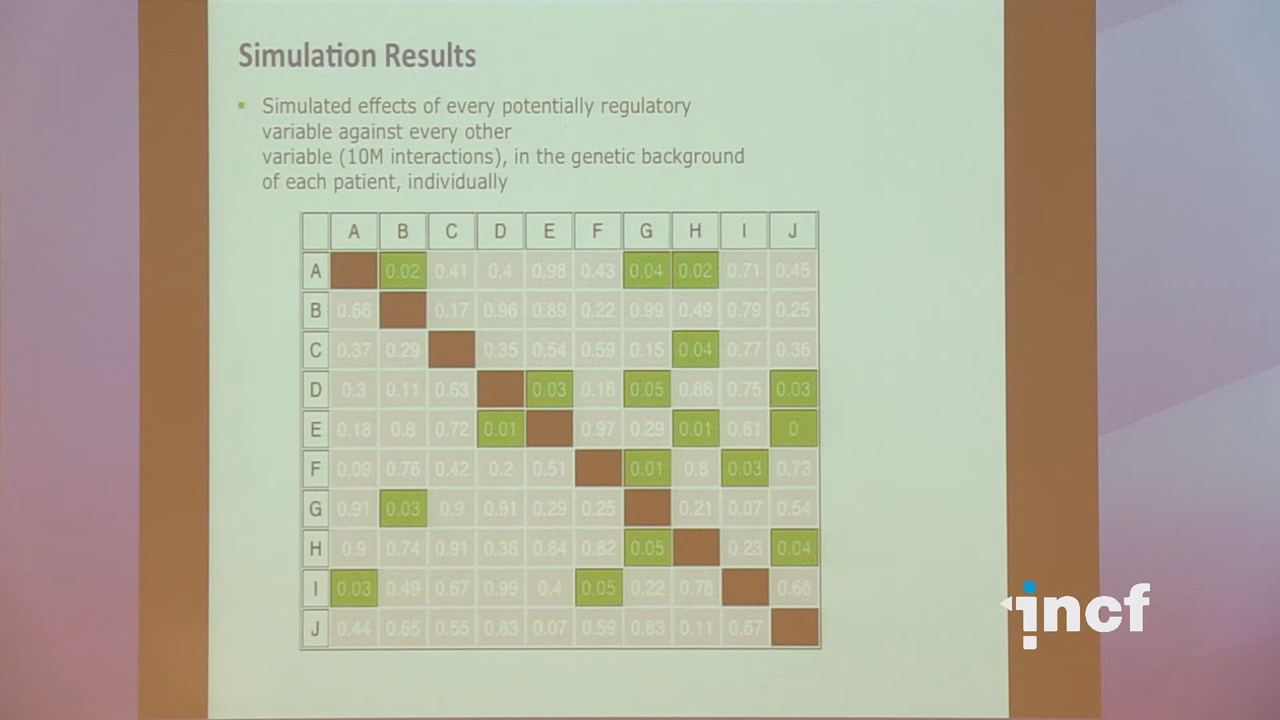 Simulation Results
Simulated effects of every potentially regulatory
variable against every other
variable (10M interactions), in the genetic background
of each patient, individually
A B C D E F G H I J
A 0.02 0.41 0.4 0.98 0.43 0.04 0.02 0.71 0.45
B 0.66 0.17 0.96 0.89 0.22 0.99 0.49 0.79 0.25
C 0.37 0.29 0.35 0.54 0.59 0.15 0.04 0.77 0.36
D 0.3 0.11 0.63 0.03 0.16 0.05 0.86 0.75 0.03
E 0.18 0.8 0.72 0.01 0.97 0.29 0.01 0.61 0
F 0.09 0.76 0.42 0.2 0.51 0.01 0.8 0.03 0.73
G 0.91 0.03 0.9 0.91 0.29 0.25 0.21 0.07 0.54
H 0.9 0.74 0.91 0.38 0.84 0.82 0.05 0.23 0.04
I 0.03 0.49 0.67 0.99 0.4 0.05 0.22 0.78 0.66
J 0.44 0.65 0.55 0.83 0.07 0.59 0.83 0.11 0.67
incf